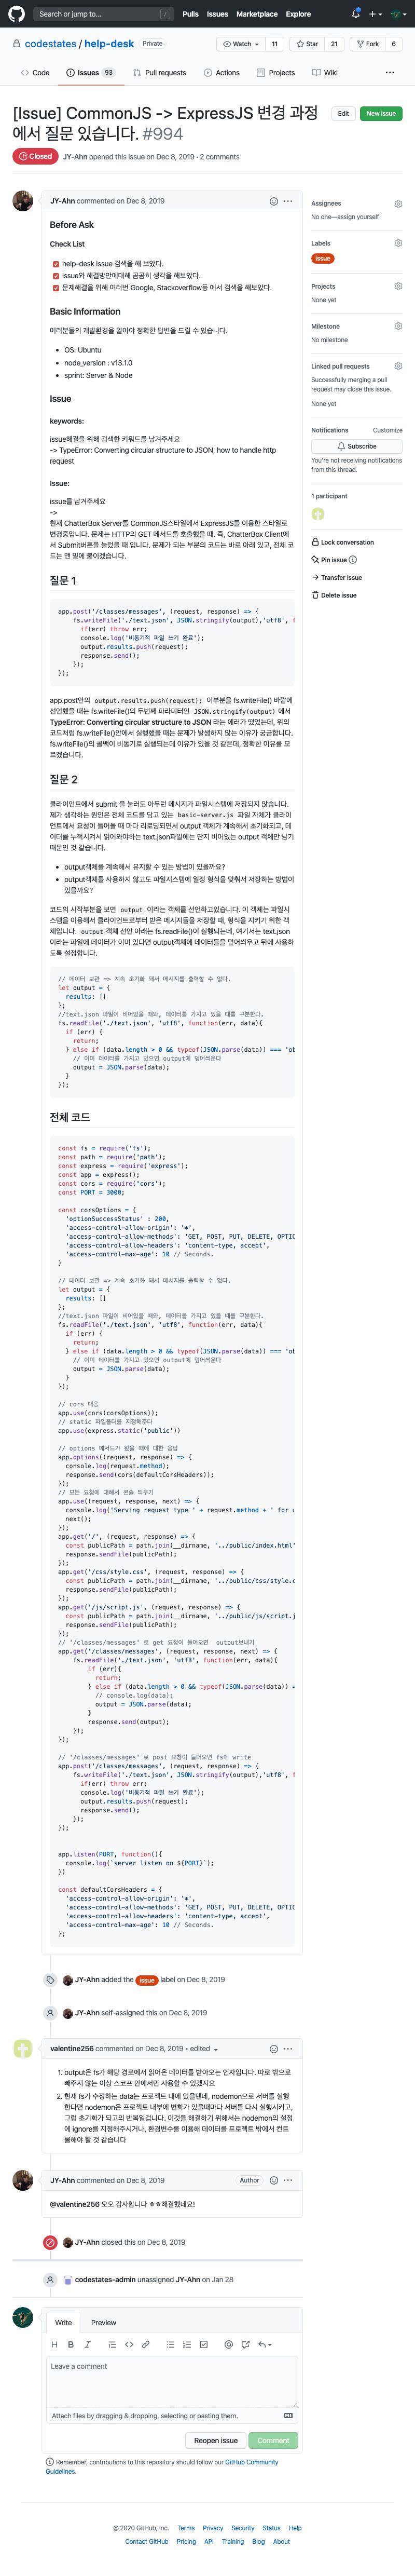 Search or jump to...
/
Pulls Issues Marketplace Explore
codestates / help-desk Private
Watch 11 Star 21 Fork 6
Code Issues 93 Pull requests Actions Projects Wiki
[Issue] CommonJS -> ExpressJS 변경 과정
에서 질문 있습니다. #994
Edit New issue
Closed JY-Ahn opened this issue on Dec 8, 2019 · 2 comments
JY-Ahn commented on Dec 8, 2019
Before Ask
Check List
help-desk issue 검색을 해 보았다.
issue와 해결방안에대해 곰곰히 생각을 해보았다.
문제해결을 위해 여러번 Google, Stackoverflow등 에서 검색을 해보았다.
Basic Information
여러분들의 개발환경을 알아야 정확한 답변을 드릴 수 있습니다.
• OS: Ubuntu
• node_version : v13.1.0
• sprint: Server & Node
Issue
keywords:
issue해결을 위해 검색한 키워드를 남겨주세요
-> TypeError: Converting circular structure to JSON, how to handle http
request
Issue:
issue를 남겨주세요
->
현재 ChatterBox Server를 CommonJS스타일에서 ExpressJS를 이용한 스타일로
변경중입니다. 문제는 HTTP의 GET 메서드를 호출했을 때. 즉, ChatterBox Client에
서 Submit버튼을 눌렀을 때 입니다. 문제가 되는 부분의 코드는 바로 아래 있고, 전체 코
드는 맨 밑에 붙이겠습니다.
질문 1
app.post('/classes/messages', (request, response) => {
fs.writeFile('./text.json', JSON.stringify(output),'utf8', f
if(err) throw err;
console.log('비동기적 파일 쓰기 완료');
output.results.push(request);
response.send();
});
});
app.post안의 output.results.push(request); 이부분을 fs.writeFile() 바깥에
선언했을 때는 fs.writeFile()의 두번째 파라미터인 JSON.stringify(output) 에서
TypeError: Converting circular structure to JSON 라는 에러가 떴었는데, 위의
코드처럼 fs.writeFile()안에서 실행했을 때는 문제가 발생하지 않는 이유가 궁금합니다.
fs.writeFile()의 콜백이 비동기로 실행되는데 이유가 있을 것 같은데, 정확한 이유를 모
르겠습니다.
질문 2
클라이언트에서 submit 을 눌러도 아무런 메시지가 파일시스템에 저장되지 않습니다.
제가 생각하는 원인은 전체 코드를 담고 있는 basic-server.js 파일 자체가 클라이
언트에서 요청이 들어올 때 마다 리로딩되면서 output 객체가 계속해서 초기화되고, 데
이터를 누적시켜서 읽어와야하는 text.json파일에는 단지 비어있는 output 객체만 남기
때문인 것 같습니다.
• output객체를 계속해서 유지할 수 있는 방법이 있을까요?
• output객체를 사용하지 않고도 파일시스템에 일정 형식을 맞춰서 저장하는 방법이
있을까요?
코드의 시작부분을 보면 output 이라는 객체를 선언하고있습니다. 이 객체는 파일시
스템을 이용해서 클라이언트로부터 받은 메시지들을 저장할 때, 형식을 지키기 위한 객
체입니다. output 객체 선언 아래는 fs.readFile()이 실행되는데, 여기서는 text.json
이라는 파일에 데이터가 이미 있다면 output객체에 데이터들을 덮어씌우고 뒤에 사용하
도록 설정합니다.
// 데이터 보관 => 계속 초기화 돼서 메시지를 출력할 수 없다.
let output = {
results: []
};
//text.json 파일이 비어있을 때와, 데이터를 가지고 있을 때를 구분한다.
fs.readFile('./text.json', 'utf8', function(err, data){
if (err) {
return;
} else if (data.length > 0 && typeof(JSON.parse(data)) === 'ob
// 이미 데이터를 가지고 있으면 output에 덮어씌운다
output = JSON.parse(data);
}
});
전체 코드
const fs = require('fs');
const path = require('path');
const express = require('express');
const app = express();
const cors = require('cors');
const PORT = 3000;
const corsOptions = {
'optionSuccessStatus' : 200,
'access-control-allow-origin': '*',
'access-control-allow-methods': 'GET, POST, PUT, DELETE, OPTIO
'access-control-allow-headers': 'content-type, accept',
'access-control-max-age': 10 // Seconds.
}
// 데이터 보관 => 계속 초기화 돼서 메시지를 출력할 수 없다.
let output = {
results: []
};
//text.json 파일이 비어있을 때와, 데이터를 가지고 있을 때를 구분한다.
fs.readFile('./text.json', 'utf8', function(err, data){
if (err) {
return;
} else if (data.length > 0 && typeof(JSON.parse(data)) === 'ob
// 이미 데이터를 가지고 있으면 output에 덮어씌운다
output = JSON.parse(data);
}
});
// cors 대응
app.use(cors(corsOptions));
// static 파일폴더를 지정해준다
app.use(express.static('public'))
// options 메서드가 왔을 때에 대한 응답
app.options((request, response) => {
console.log(request.method);
response.send(cors(defaultCorsHeaders));
});
// 모든 요청에 대해서 콘솔 띄우기
app.use((request, response, next) => {
console.log('Serving request type ' + request.method + ' for u
next();
});
app.get('/', (request, response) => {
const publicPath = path.join(__dirname, '../public/index.html'
response.sendFile(publicPath);
});
app.get('/css/style.css', (request, response) => {
const publicPath = path.join(__dirname, '../public/css/style.c
response.sendFile(publicPath);
});
app.get('/js/script.js', (request, response) => {
const publicPath = path.join(__dirname, '../public/js/script.j
response.sendFile(publicPath);
});
// '/classes/messages' 로 get 요청이 들어오면 outout보내기
app.get('/classes/messages', (request, response, next) => {
fs.readFile('./text.json', 'utf8', function(err, data){
if (err){
return;
} else if (data.length > 0 && typeof(JSON.parse(data)) =
// console.log(data);
output = JSON.parse(data);
}
response.send(output);
});
});
// '/classes/messages' 로 post 요청이 들어오면 fs에 write
app.post('/classes/messages', (request, response) => {
fs.writeFile('./text.json', JSON.stringify(output),'utf8', f
if(err) throw err;
console.log('비동기적 파일 쓰기 완료');
output.results.push(request);
response.send();
});
});
app.listen(PORT, function(){
console.log(`server listen on ${PORT}`);
})
const defaultCorsHeaders = {
'access-control-allow-origin': '*',
'access-control-allow-methods': 'GET, POST, PUT, DELETE, OPTIO
'access-control-allow-headers': 'content-type, accept',
'access-control-max-age': 10 // Seconds.
};
Assignees
No one—assign yourself
Labels
Issue
Projects
None yet
Milestone
No milestone
Linked pull requests
Successfully merging a pull
request may close this issue.
None yet
Notifications Customize
Subscribe
You're not receiving notifications
from this thread.
1 participant
Lock conversation
Pin issue
Transfer issue
Delete issue
JY-Ahn added the Issue label on Dec 8, 2019
JY-Ahn self-assigned this on Dec 8, 2019
valentine256 commented on Dec 8, 2019 • edited
1. output은 fs가 해당 경로에서 읽어온 데이터를 받아오는 인자입니다. 따로 밖으로
빼주지 않는 이상 스코프 안에서만 사용할 수 있겠지요
2. 현재 fs가 수정하는 data는 프로젝트 내에 있을텐데, nodemon으로 서버를 실행
한다면 nodemon은 프로젝트 내부에 변화가 있을때마다 서버를 다시 실행시키고,
그럼 초기화가 되고의 반복일겁니다. 이것을 해결하기 위해서는 nodemon의 설정
에 ignore를 지정해주시거나, 환경변수를 이용해 데이터를 프로젝트 밖에서 컨트
롤해야 할 것 같습니다
JY-Ahn commented on Dec 8, 2019 Author
@valentine256 오오 감사합니다 ㅎㅎ해결했네요!
JY-Ahn closed this on Dec 8, 2019
codestates-admin unassigned JY-Ahn on Jan 28
Write Preview
H B I
Leave a comment
Attach files by dragging & dropping, selecting or pasting them.
Reopen issue Comment
Remember, contributions to this repository should follow our GitHub Community
Guidelines.
© 2020 GitHub, Inc. Terms Privacy Security Status Help
Contact GitHub Pricing API Training Blog About